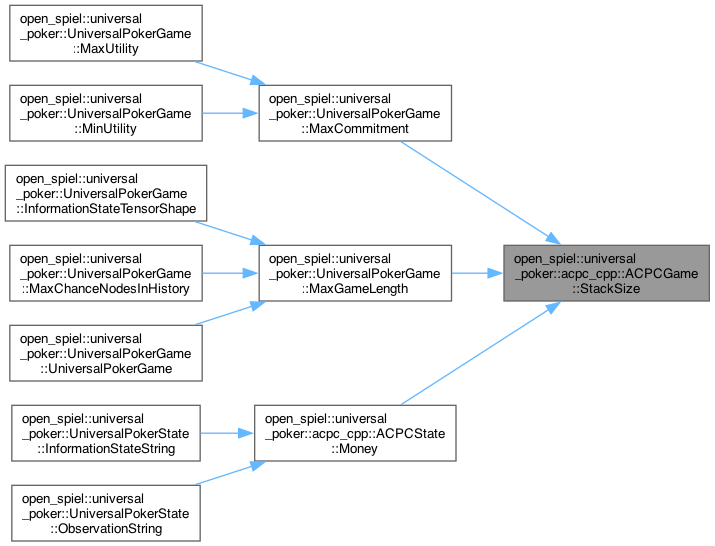 open_spiel::universal
_poker::UniversalPokerGame
::MaxUtility
open_spiel::universal
_poker::UniversalPokerGame
::MinUtility
open_spiel::universal
_poker::UniversalPokerGame
::MaxCommitment
open_spiel::universal
_poker::UniversalPokerGame
::InformationStateTensorShape
open_spiel::universal
_poker::UniversalPokerGame
::MaxChanceNodesInHistory
open_spiel::universal
_poker::UniversalPokerGame
::MaxGameLength
open_spiel::universal
_poker::acpc_cpp::ACPCGame
::StackSize
open_spiel::universal
_poker::UniversalPokerGame
::UniversalPokerGame
open_spiel::universal
_poker::UniversalPokerState
::InformationStateString
open_spiel::universal
_poker::acpc_cpp::ACPCState
::Money
open_spiel::universal
_poker::UniversalPokerState
::ObservationString